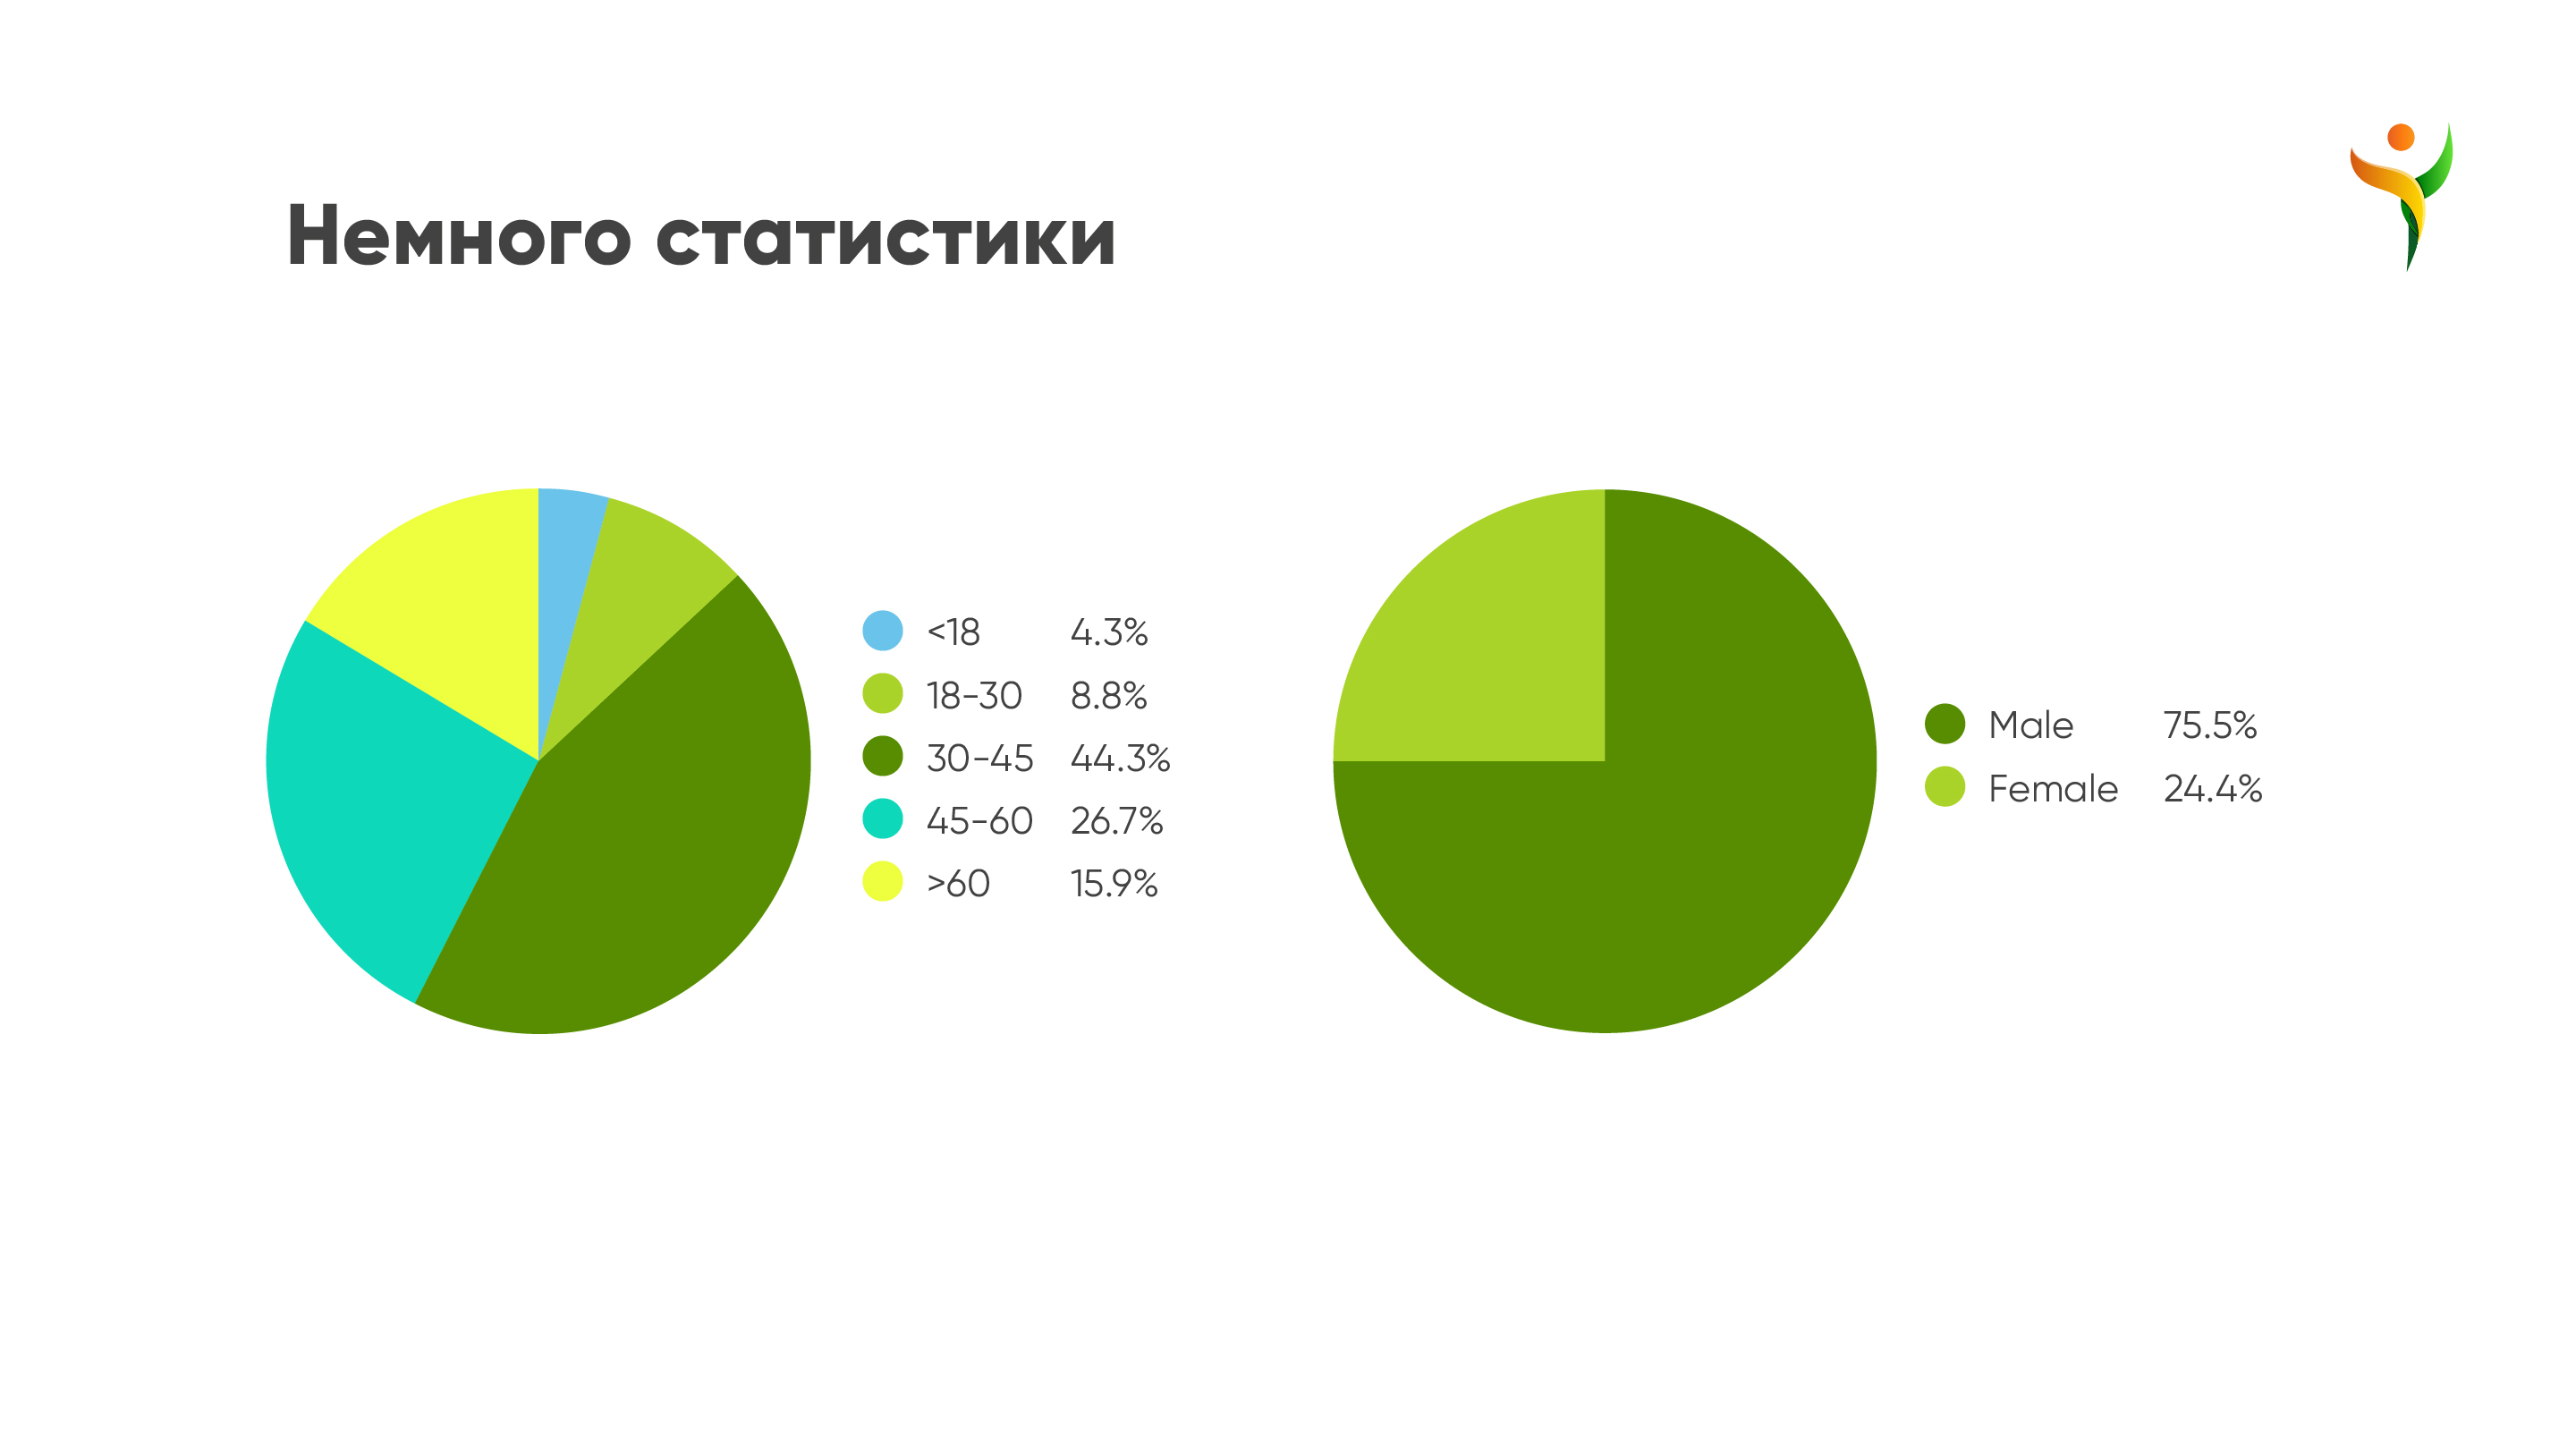 Немного статистики
<18 4.3%
18-30 8.8%
30-45 44.3%
45-60 26.7%
>60 15.9%
Male 75.5%
Female 24.4%